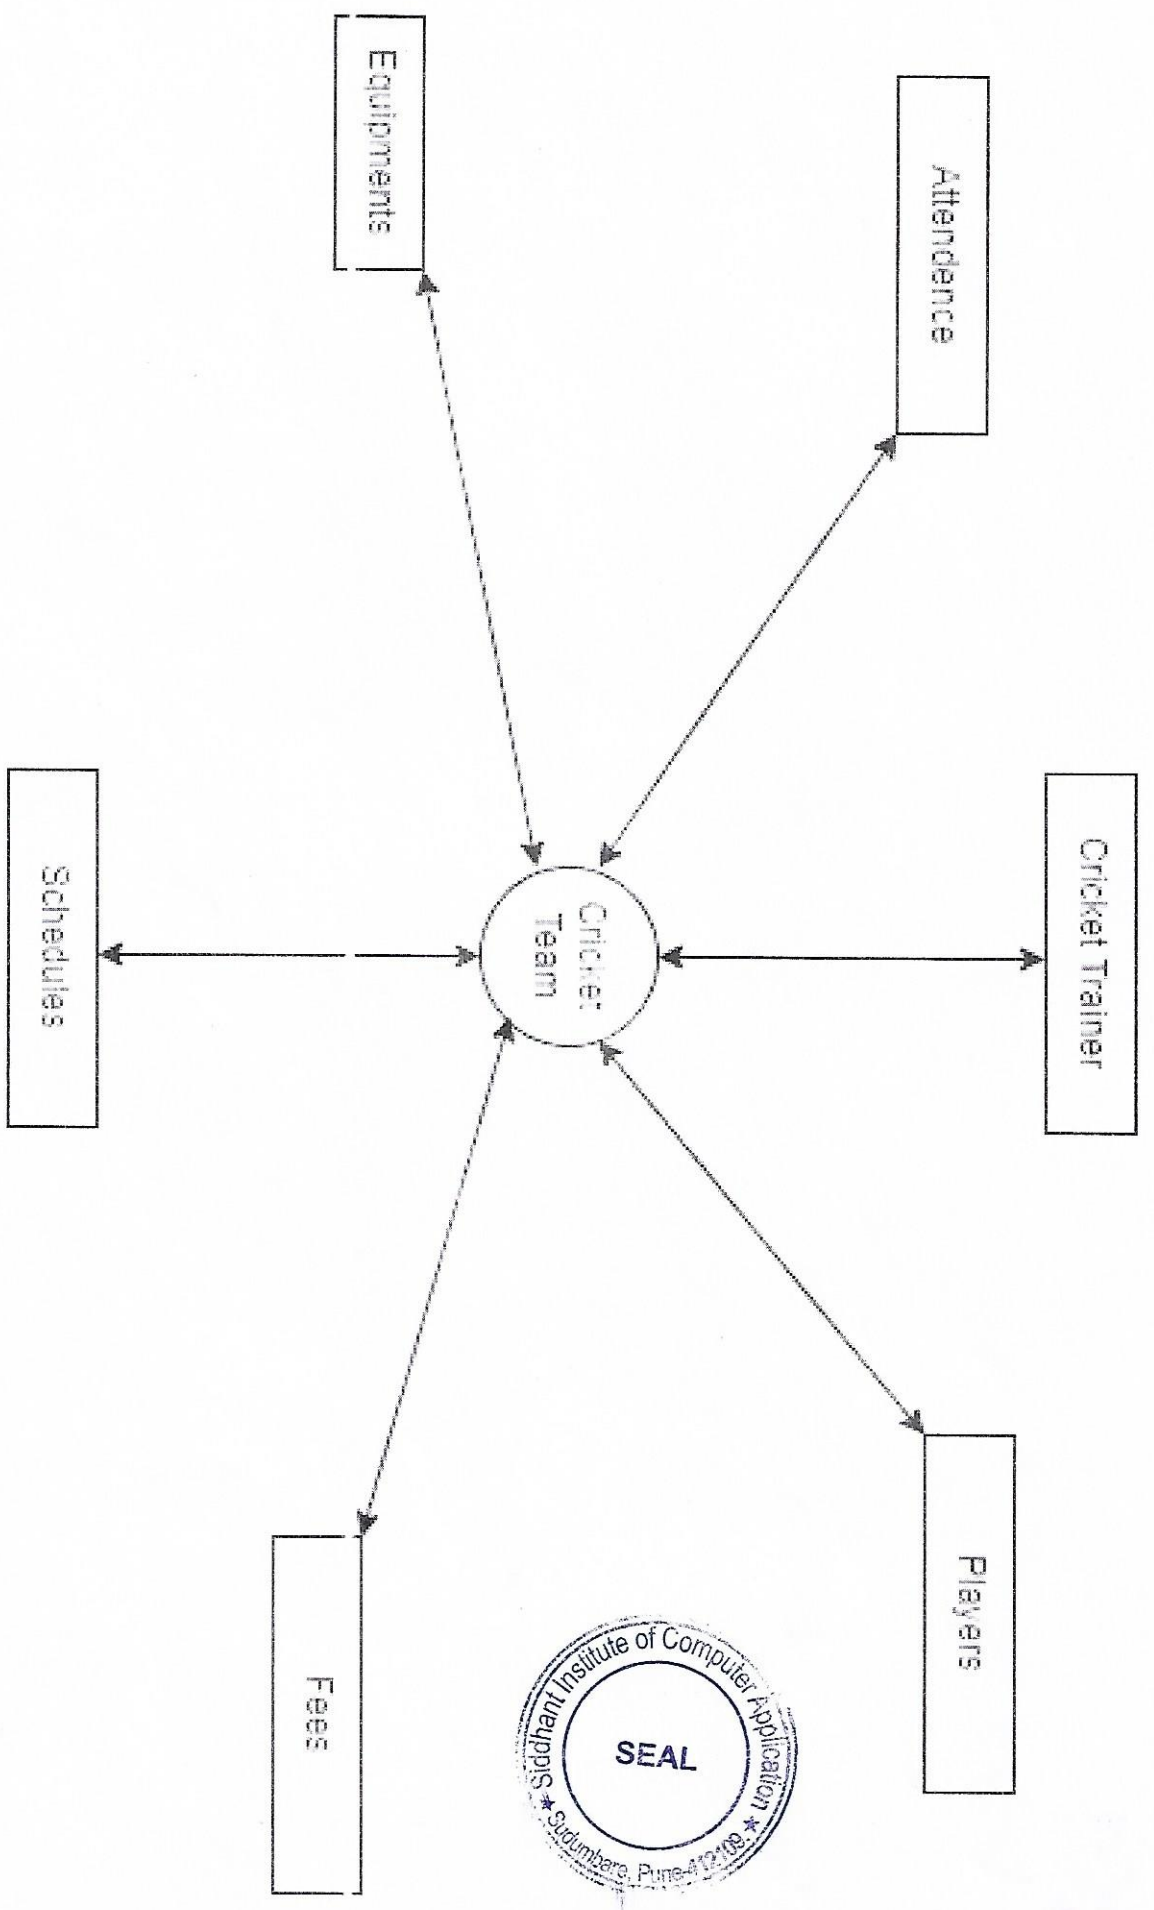 Cricket Trainer
Attendence
Players
Cricket
Team
Equipments
Fees
Schedules
★ Siddhant Institute of Computer Application ★
Sudumbare, Pune-412109.
SEAL